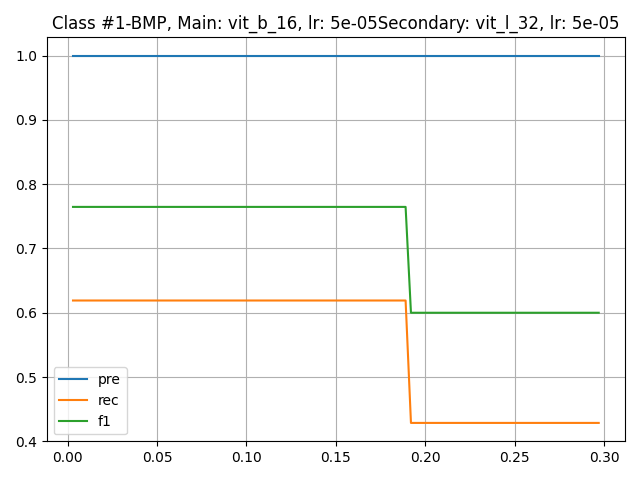 Class #1-BMP, Main: vit_b_16, lr: 5e-05Secondary: vit_l_32, lr: 5e-05
1.0
0.9
0.8
0.7
0.6
0.5
0.4
pre
rec
f1
0.00 0.05 0.10 0.15 0.20 0.25 0.30